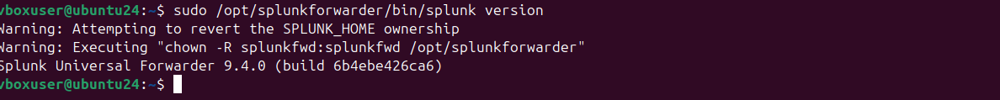 vboxuser@ubuntu24:~$ sudo /opt/splunkforwarder/bin/splunk version
Warning: Attempting to revert the SPLUNK_HOME ownership
Warning: Executing "chown -R splunkfwd:splunkfwd /opt/splunkforwarder"
Splunk Universal Forwarder 9.4.0 (build 6b4ebe426ca6)
vboxuser@ubuntu24:~$